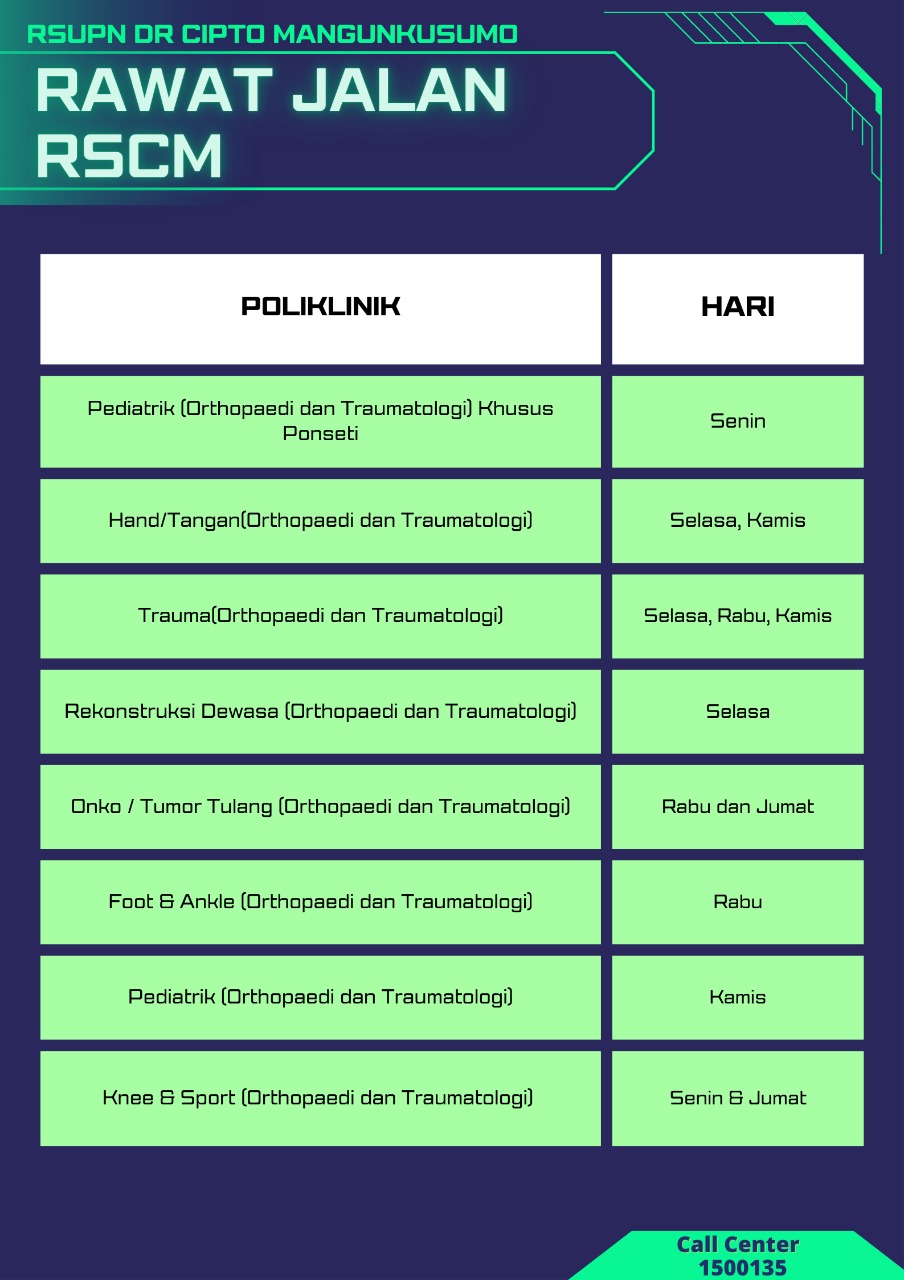 RSUPN DR CIPTO MANGUNKUSUMO
RAWAT JALAN
RSCM
POLIKLINIK
HARI
Pediatrik (Orthopaedi dan Traumatologi) Khusus
Ponseti
Senin
Hand/Tangan(Orthopaedi dan Traumatologi)
Selasa, Kamis
Trauma(Orthopaedi dan Traumatologi)
Selasa, Rabu, Kamis
Rekonstruksi Dewasa (Orthopaedi dan Traumatologi)
Selasa
Onko / Tumor Tulang (Orthopaedi dan Traumatologi)
Rabu dan Jumat
Foot & Ankle (Orthopaedi dan Traumatologi)
Rabu
Pediatrik (Orthopaedi dan Traumatologi)
Kamis
Knee & Sport (Orthopaedi dan Traumatologi)
Senin & Jumat
Call Center
1500135